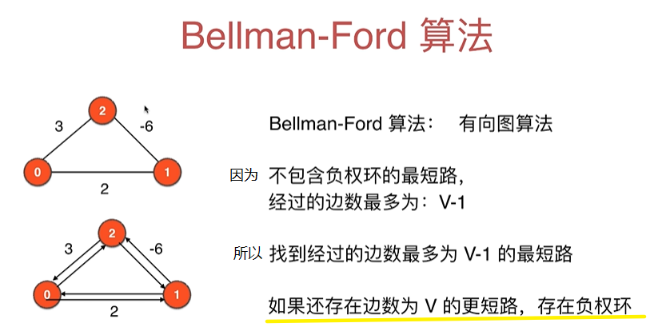 Bellman-Ford 算法
2
3
-6
0
1
2
Bellman-Ford 算法： 有向图算法
因为 不包含负权环的最短路，
经过的边数最多为：V-1
2
3
-6
0
1
2
所以 找到经过的边数最多为 V-1 的最短路
如果还存在边数为 V 的更短路，存在负权环